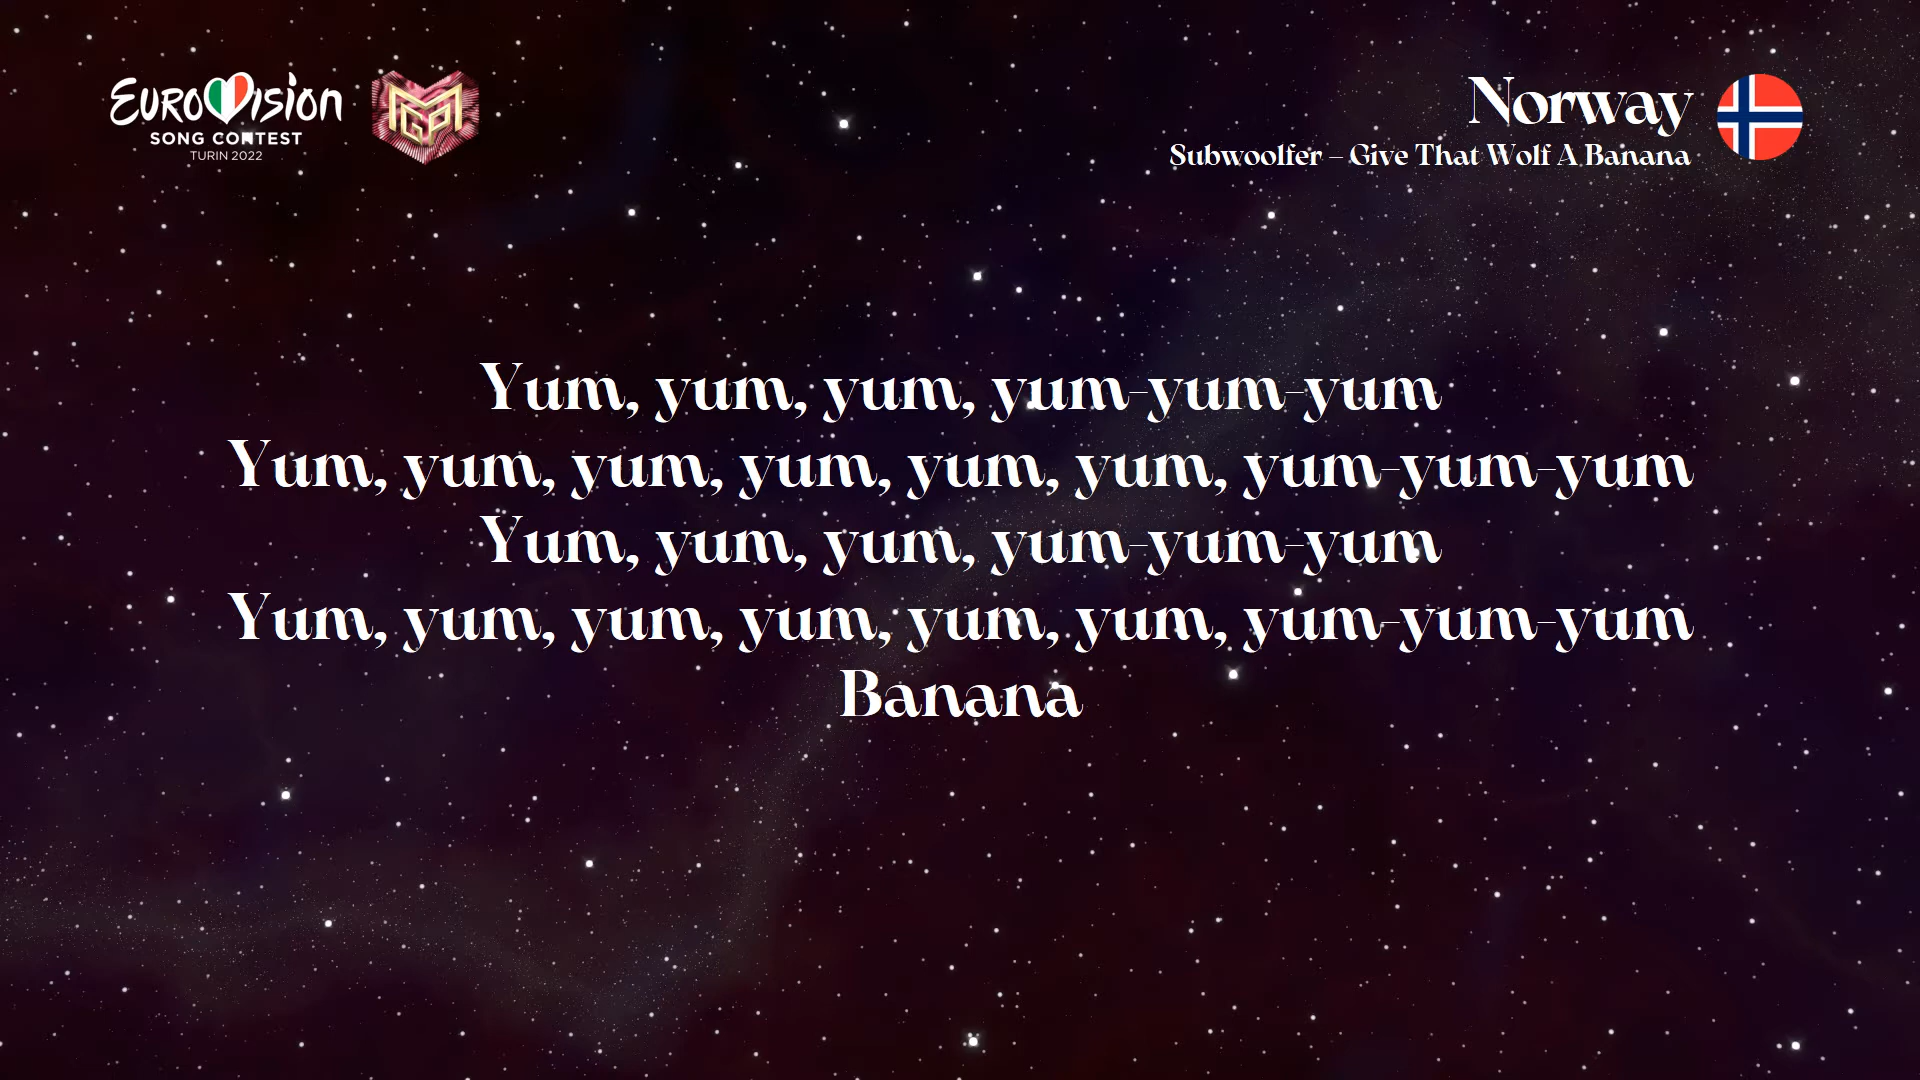 EUROVISION
SONG CONTEST
TURIN 2022
MGP
Norway
Subwoolfer – Give That Wolf A Banana
Yum, yum, yum, yum-yum-yum
Yum, yum, yum, yum, yum, yum, yum-yum-yum
Yum, yum, yum, yum-yum-yum
Yum, yum, yum, yum, yum, yum, yum-yum-yum
Banana